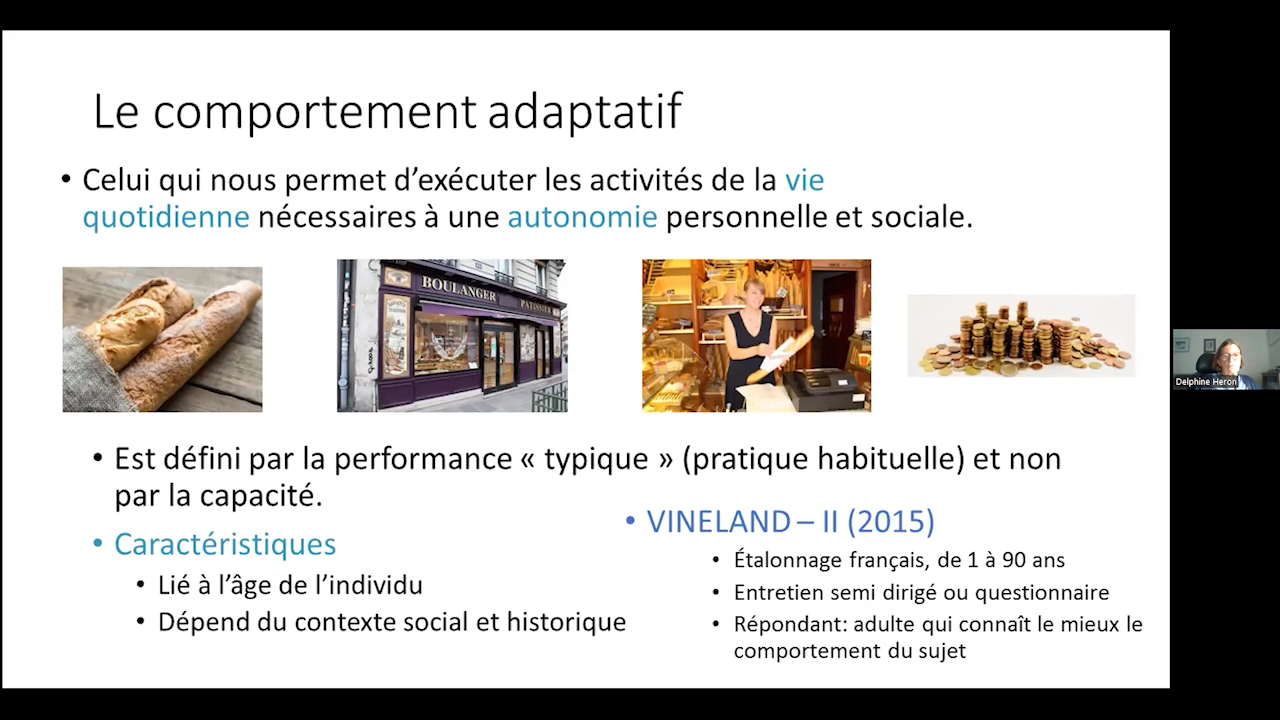 Le comportement adaptatif
• Celui qui nous permet d’exécuter les activités de la vie
quotidienne nécessaires à une autonomie personnelle et sociale.
BOULANGER PATISSIER
• Est défini par la performance « typique » (pratique habituelle) et non
par la capacité.
• Caractéristiques
• Lié à l’âge de l’individu
• Dépend du contexte social et historique
• VINELAND – II (2015)
• Étalonnage français, de 1 à 90 ans
• Entretien semi dirigé ou questionnaire
• Répondant: adulte qui connaît le mieux le
comportement du sujet
Delphine Heron